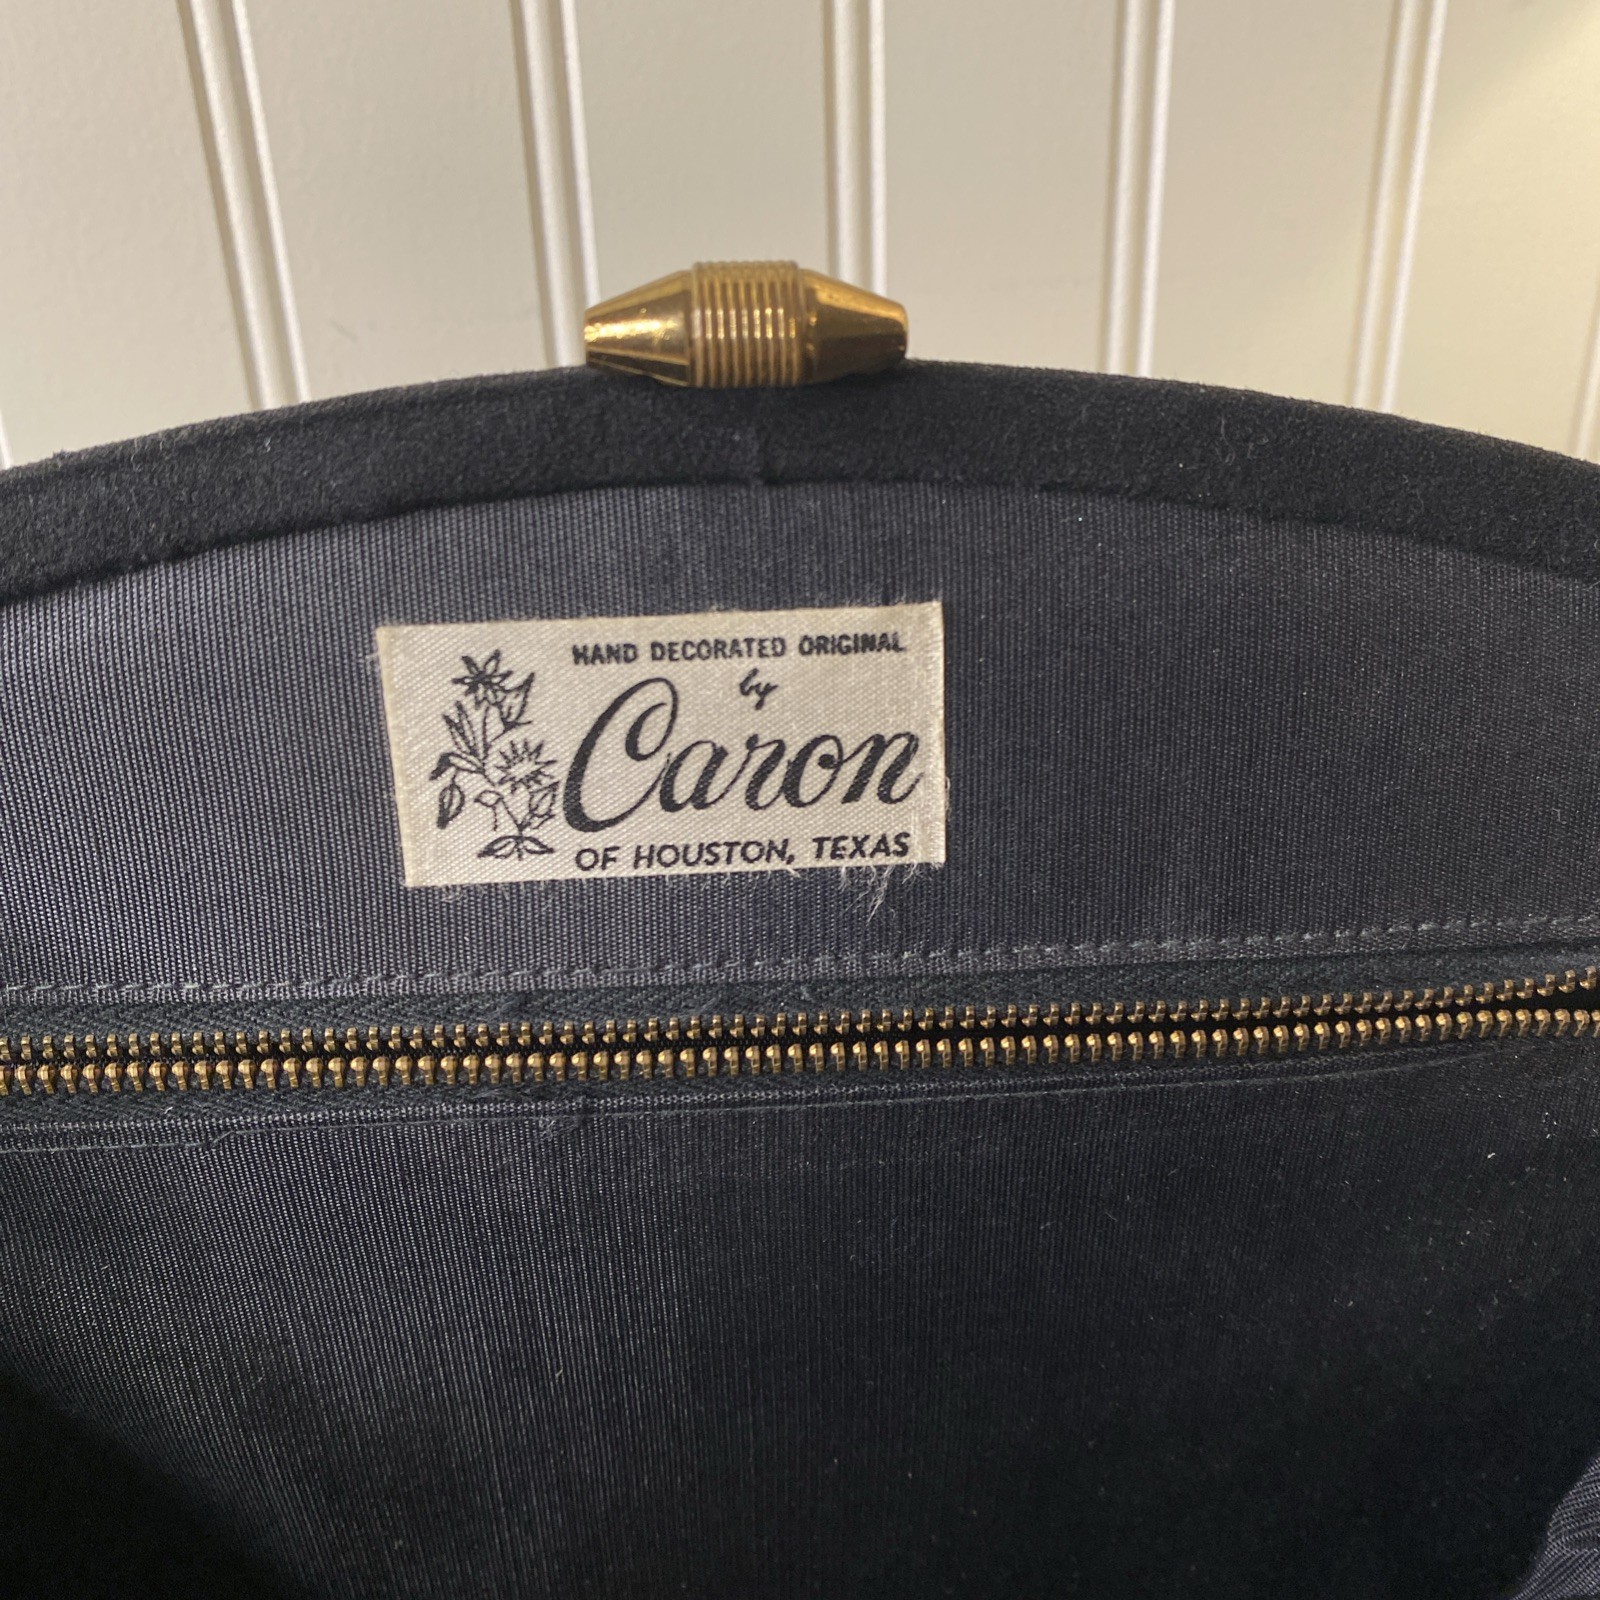 HAND DECORATED ORIGINAL
by
Caron
OF HOUSTON, TEXAS